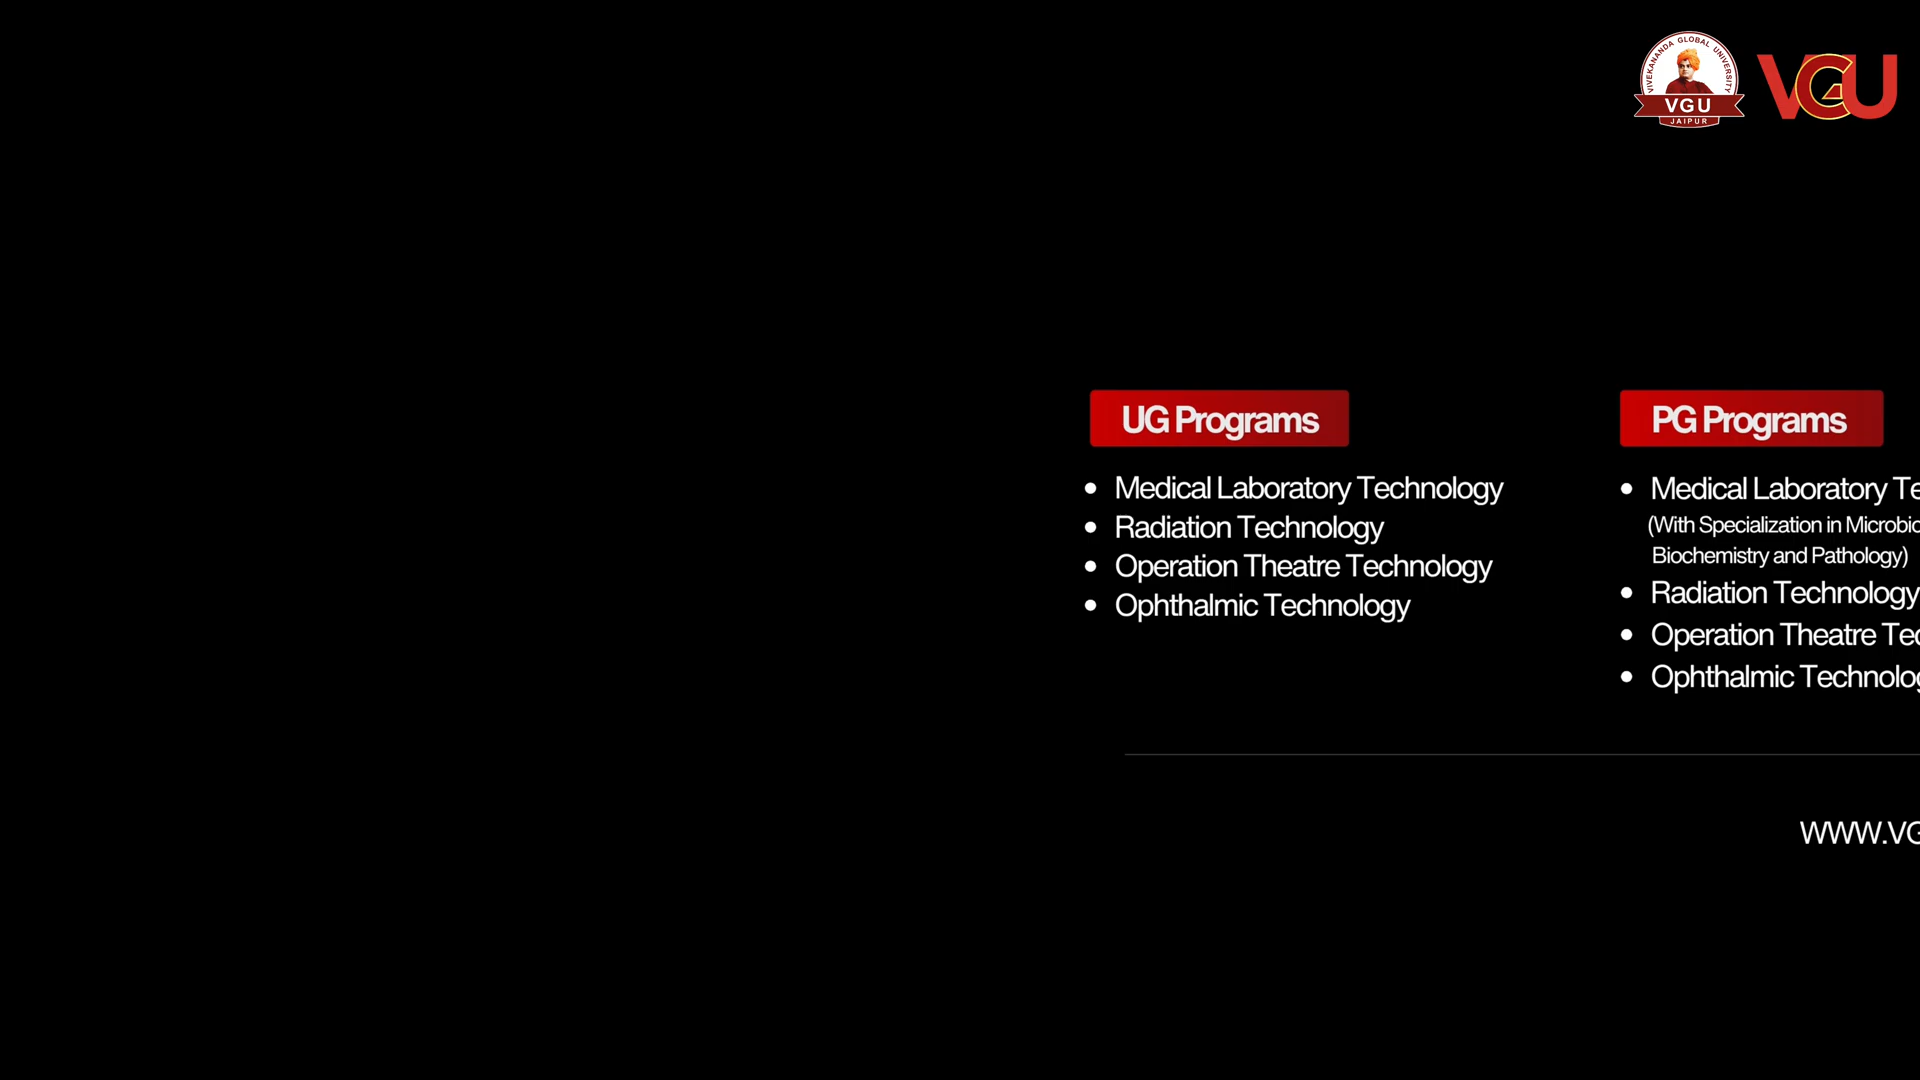 VIVEKANANDA GLOBAL UNIVERSITY
VGU
JAIPUR
VGU
UG Programs
• Medical Laboratory Technology
• Radiation Technology
• Operation Theatre Technology
• Ophthalmic Technology
PG Programs
• Medical Laboratory Te
(With Specialization in Microbio
Biochemistry and Pathology)
• Radiation Technology
• Operation Theatre Tec
• Ophthalmic Technolog
WWW.VG